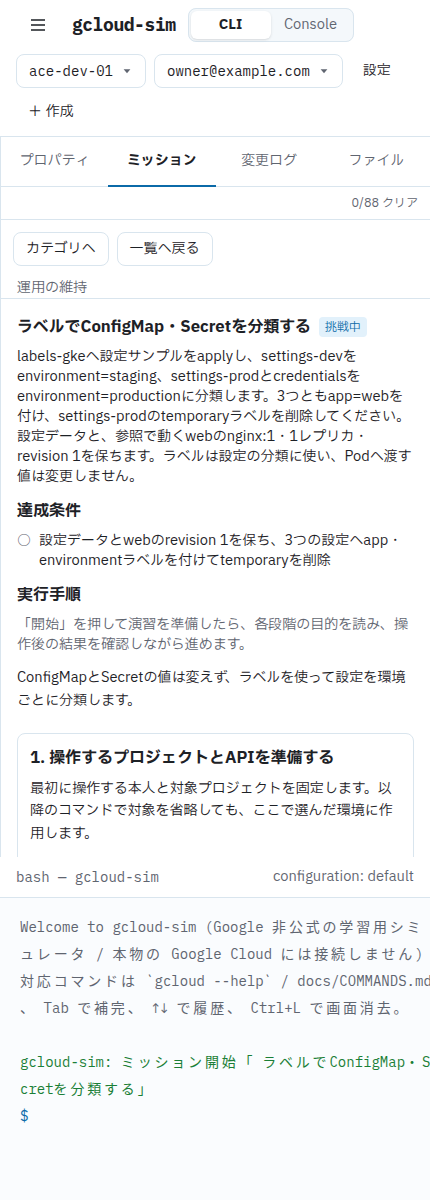 gcloud-sim CLI Console
ace-dev-01 owner@example.com 設定
＋ 作成
プロパティ ミッション 変更ログ ファイル
0/88 クリア
カテゴリへ 一覧へ戻る
運用の維持
ラベルでConfigMap・Secretを分類する 挑戦中
labels-gkeへ設定サンプルをapplyし、settings-devを
environment=staging、settings-prodとcredentialsを
environment=productionに分類します。3つともapp=webを
付け、settings-prodのtemporaryラベルを削除してください。
設定データと、参照で動くwebのnginx:1・1レプリカ・
revision 1を保ちます。ラベルは設定の分類に使い、Podへ渡す
値は変更しません。
達成条件
設定データとwebのrevision 1を保ち、3つの設定へapp・
environmentラベルを付けてtemporaryを削除
実行手順
「開始」を押して演習を準備したら、各段階の目的を読み、操
作後の結果を確認しながら進めます。
ConfigMapとSecretの値は変えず、ラベルを使って設定を環境
ごとに分類します。
1. 操作するプロジェクトとAPIを準備する
最初に操作する本人と対象プロジェクトを固定します。以
降のコマンドで対象を省略しても、ここで選んだ環境に作
用します。
bash — gcloud-sim configuration: default
Welcome to gcloud-sim (Google 非公式の学習用シミ
ュレータ / 本物の Google Cloud には接続しません)
対応コマンドは `gcloud --help` / docs/COMMANDS.md
、 Tab で補完、 ↑↓ で履歴、 Ctrl+L で画面消去。
gcloud-sim: ミッション開始「 ラベルでConfigMap・S
cretを分類する」
$